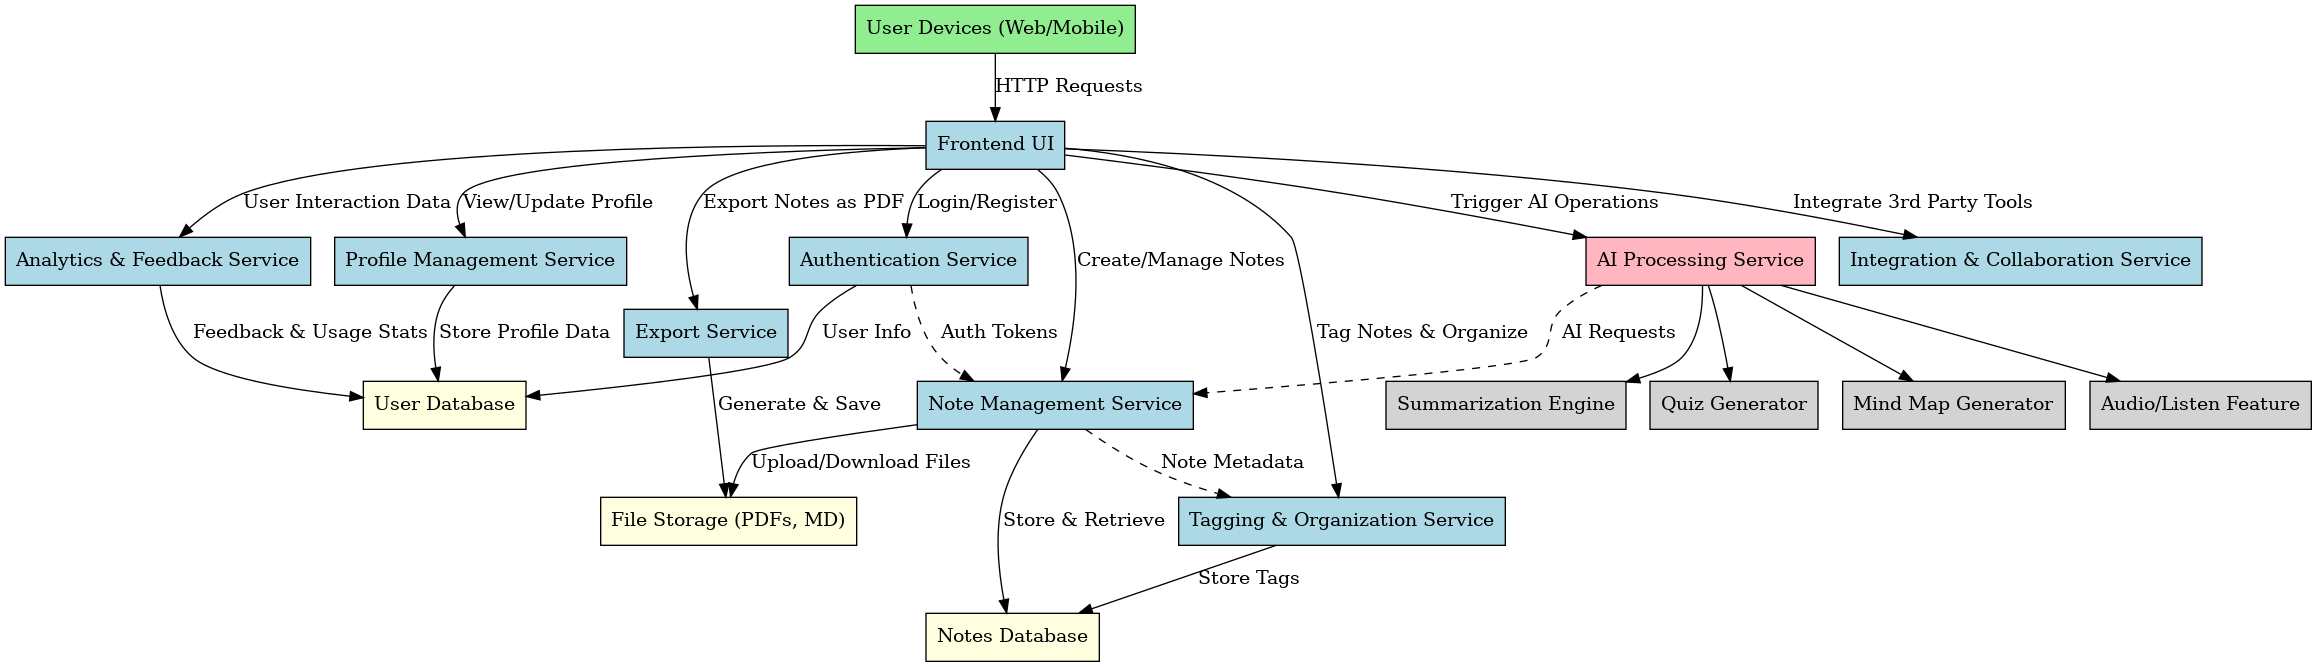 User Devices (Web/Mobile)
HTTP Requests
Frontend UI
User Interaction Data
View/Update Profile
Export Notes as PDF
Login/Register
Trigger AI Operations
Integrate 3rd Party Tools
Analytics & Feedback Service
Profile Management Service
Authentication Service
Create/Manage Notes
AI Processing Service
Integration & Collaboration Service
Feedback & Usage Stats
Store Profile Data
Export Service
User Info
Auth Tokens
Tag Notes & Organize
AI Requests
User Database
Generate & Save
Note Management Service
Summarization Engine
Quiz Generator
Mind Map Generator
Audio/Listen Feature
Upload/Download Files
Note Metadata
File Storage (PDFs, MD)
Store & Retrieve
Tagging & Organization Service
Store Tags
Notes Database